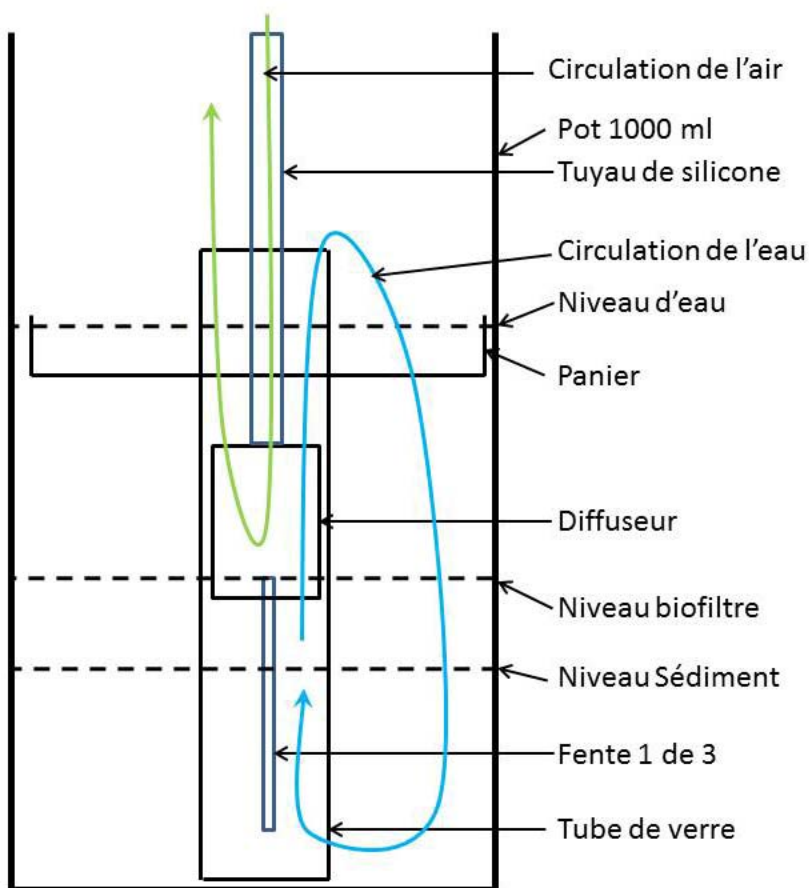 Circulation de l'air
Pot 1000 ml
Tuyau de silicone
Circulation de l'eau
Niveau d'eau
Panier
Diffuseur
Niveau biofiltre
Niveau Sédiment
Fente 1 de 3
Tube de verre